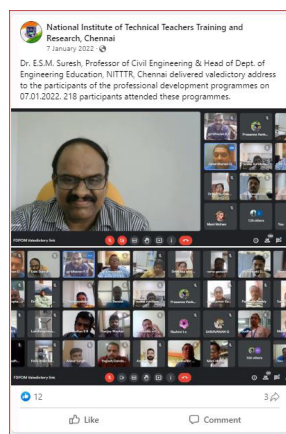 National Institute of Technical Teachers Training and
Research, Chennai
7 January 2022
Dr. E.S.M. Suresh, Professor of Civil Engineering & Head of Dept. of
Engineering Education, NITTTR, Chennai delivered valedictory address
to the participants of the professional development programmes on
07.01.2022. 218 participants attended these programmes.
12
3
Like
Comment